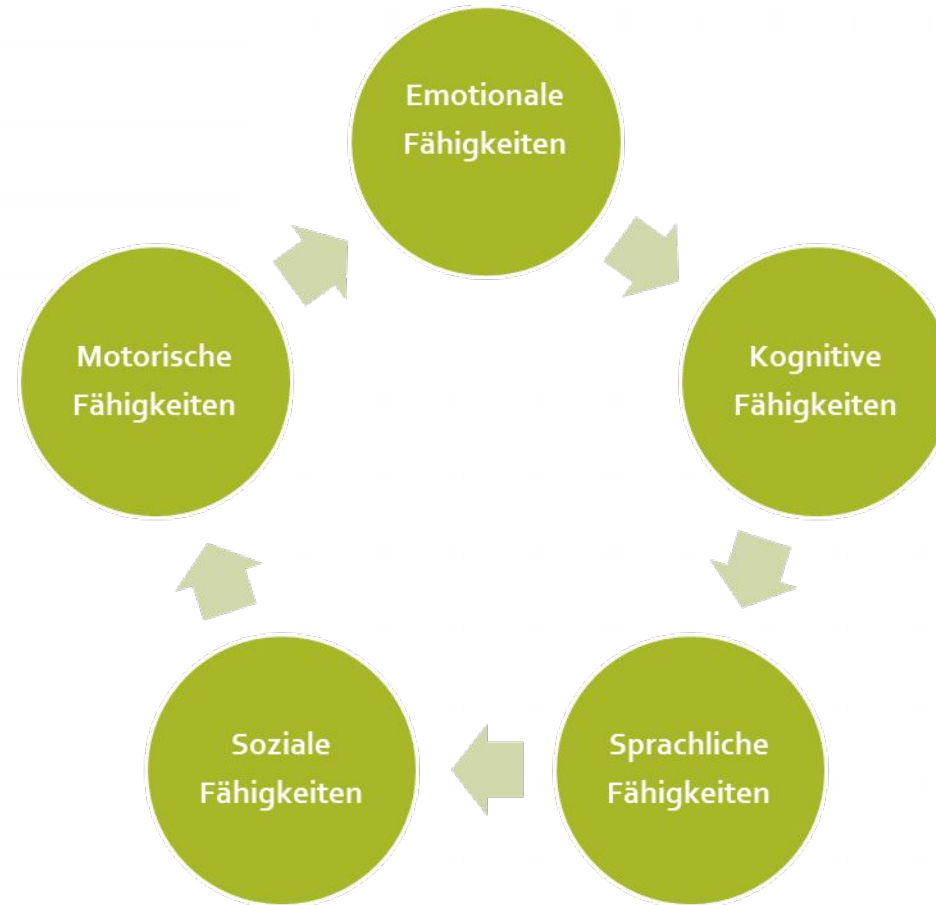 Emotionale
Fähigkeiten
Kognitive
Fähigkeiten
Sprachliche
Fähigkeiten
Soziale
Fähigkeiten
Motorische
Fähigkeiten